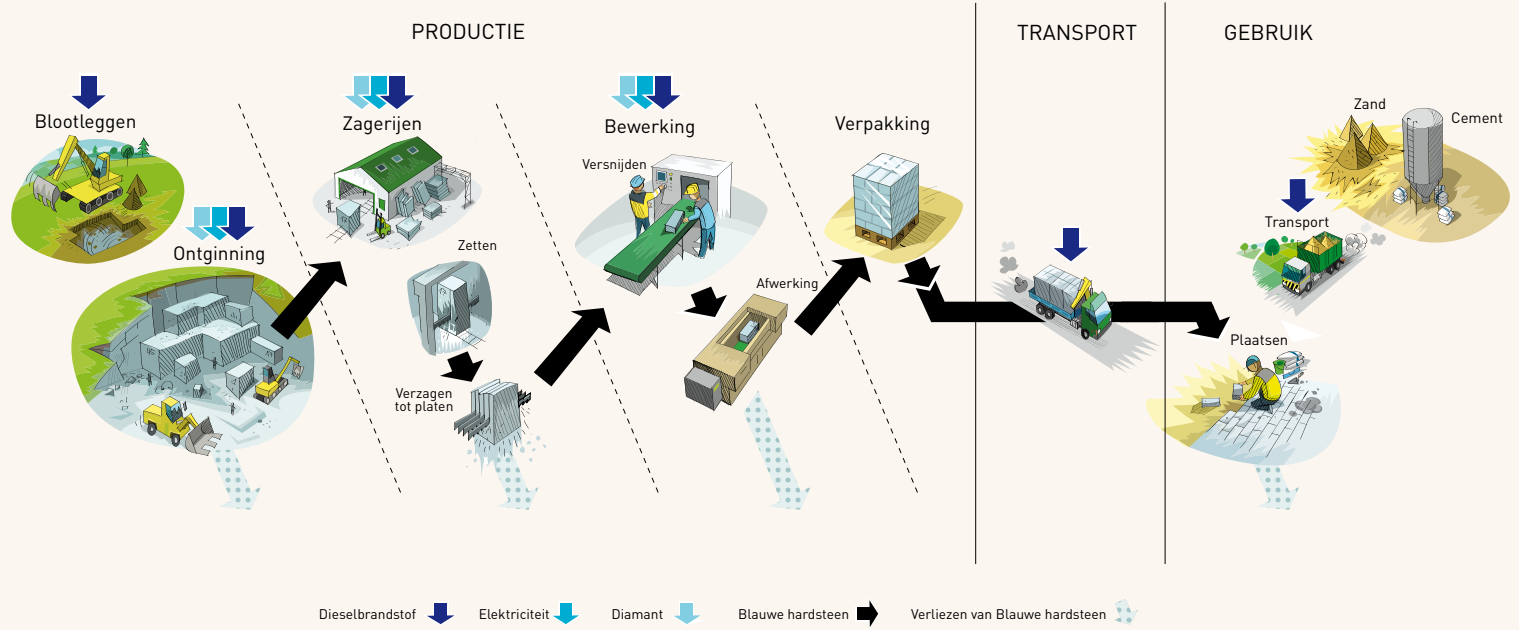 PRODUCTIE
TRANSPORT
GEBRUIK
Blootleggen
Ontginning
Zagerijen
Zetten
Verzagen
tot platen
Bewerking
Versnijden
Afwerking
Verpakking
Zand
Cement
Transport
Plaatsen
Dieselbrandstof
Elektriciteit
Diamant
Blauwe hardsteen
Verliezen van Blauwe hardsteen